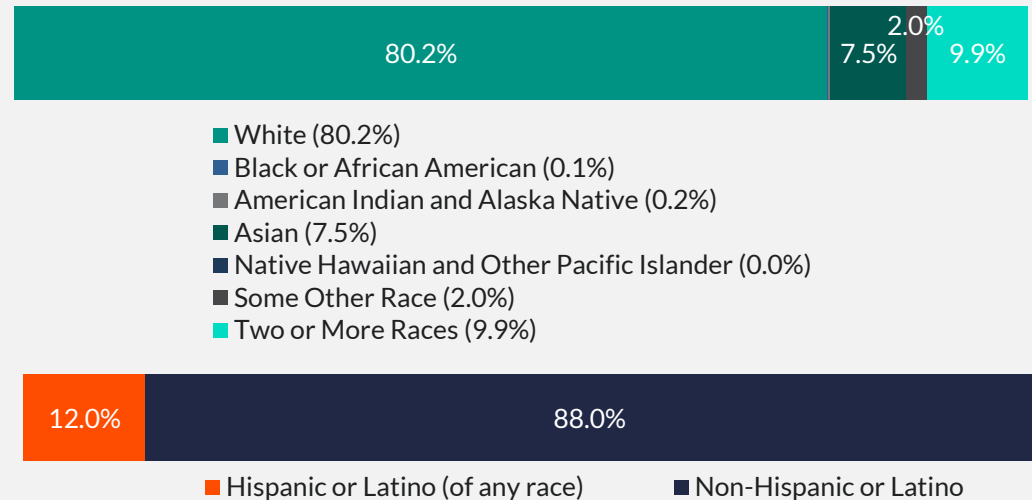 2.0%
80.2% 7.5% 9.9%
White (80.2%)
Black or African American (0.1%)
American Indian and Alaska Native (0.2%)
Asian (7.5%)
Native Hawaiian and Other Pacific Islander (0.0%)
Some Other Race (2.0%)
Two or More Races (9.9%)
12.0% 88.0%
Hispanic or Latino (of any race) Non-Hispanic or Latino